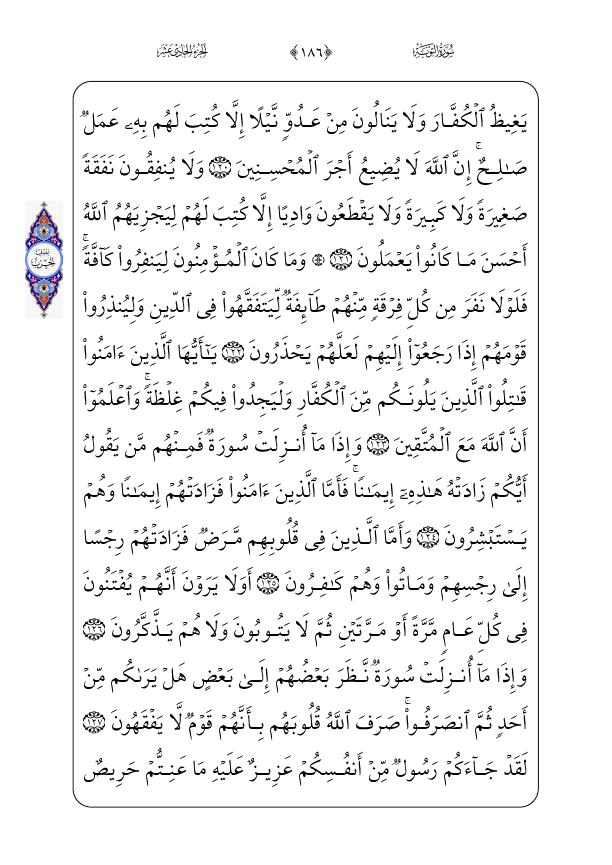 سُورَةُ التَّوْبَةِ ﴿١٨٦﴾ الجُزءُ الحَادِي عَشَرَ
يَغِيظُ ٱلۡكُفَّارَ وَلَا يَنَالُونَ مِنۡ عَدُوّٖ نَّيۡلًا إِلَّا كُتِبَ لَهُم بِهِۦ عَمَلٞ
صَٰلِحٌۚ إِنَّ ٱللَّهَ لَا يُضِيعُ أَجۡرَ ٱلۡمُحۡسِنِينَ ١٢٠ وَلَا يُنفِقُونَ نَفَقَةٗ
صَغِيرَةٗ وَلَا كَبِيرَةٗ وَلَا يَقۡطَعُونَ وَادِيًا إِلَّا كُتِبَ لَهُمۡ لِيَجۡزِيَهُمُ ٱللَّهُ
أَحۡسَنَ مَا كَانُواْ يَعۡمَلُونَ ١٢١ ۞ وَمَا كَانَ ٱلۡمُؤۡمِنُونَ لِيَنفِرُواْ كَآفَّةٗۚ
فَلَوۡلَا نَفَرَ مِن كُلِّ فِرۡقَةٖ مِّنۡهُمۡ طَآئِفَةٞ لِّيَتَفَقَّهُواْ فِي ٱلدِّينِ وَلِيُنذِرُواْ
قَوۡمَهُمۡ إِذَا رَجَعُوٓاْ إِلَيۡهِمۡ لَعَلَّهُمۡ يَحۡذَرُونَ ١٢٢ يَٰٓأَيُّهَا ٱلَّذِينَ ءَامَنُواْ
قَٰتِلُواْ ٱلَّذِينَ يَلُونَكُم مِّنَ ٱلۡكُفَّارِ وَلۡيَجِدُواْ فِيكُمۡ غِلۡظَةٗۚ وَٱعۡلَمُوٓاْ
أَنَّ ٱللَّهَ مَعَ ٱلۡمُتَّقِينَ ١٢٣ وَإِذَا مَآ أُنزِلَتۡ سُورَةٞ فَمِنۡهُم مَّن يَقُولُ
أَيُّكُمۡ زَادَتۡهُ هَٰذِهِۦٓ إِيمَٰنٗاۚ فَأَمَّا ٱلَّذِينَ ءَامَنُواْ فَزَادَتۡهُمۡ إِيمَٰنٗا وَهُمۡ
يَسۡتَبۡشِرُونَ ١٢٤ وَأَمَّا ٱلَّذِينَ فِي قُلُوبِهِم مَّرَضٞ فَزَادَتۡهُمۡ رِجۡسًا
إِلَىٰ رِجۡسِهِمۡ وَمَاتُواْ وَهُمۡ كَٰفِرُونَ ١٢٥ أَوَلَا يَرَوۡنَ أَنَّهُمۡ يُفۡتَنُونَ
فِي كُلِّ عَامٖ مَّرَّةً أَوۡ مَرَّتَيۡنِ ثُمَّ لَا يَتُوبُونَ وَلَا هُمۡ يَذَّكَّرُونَ ١٢٦
وَإِذَا مَآ أُنزِلَتۡ سُورَةٞ نَّظَرَ بَعۡضُهُمۡ إِلَىٰ بَعۡضٍ هَلۡ يَرَىٰكُم مِّنۡ
أَحَدٖ ثُمَّ ٱنصَرَفُواْۚ صَرَفَ ٱللَّهُ قُلُوبَهُم بِأَنَّهُمۡ قَوۡمٞ لَّا يَفۡقَهُونَ ١٢٧
لَقَدۡ جَآءَكُمۡ رَسُولٞ مِّنۡ أَنفُسِكُمۡ عَزِيزٌ عَلَيۡهِ مَا عَنِتُّمۡ حَرِيصٌ